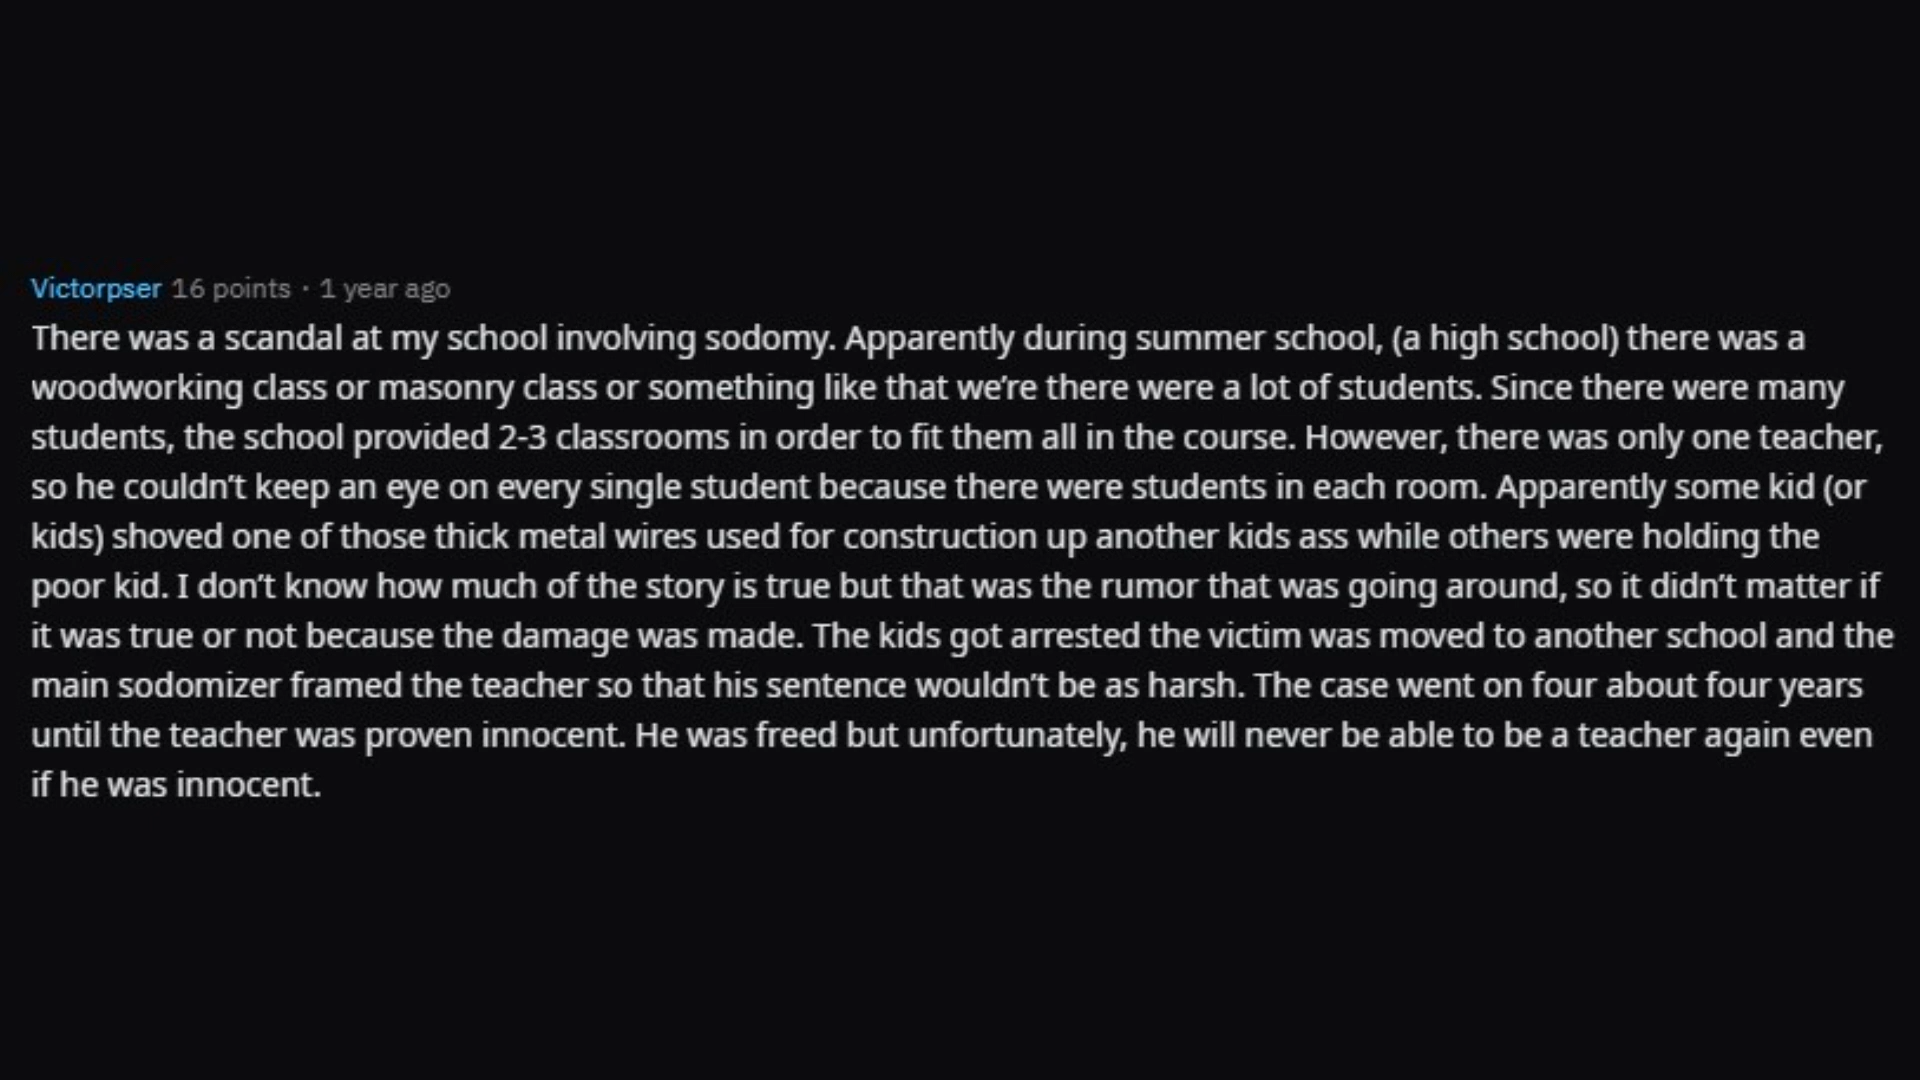 Victorpser 16 points · 1 year ago
There was a scandal at my school involving sodomy. Apparently during summer school, (a high school) there was a
woodworking class or masonry class or something like that we’re there were a lot of students. Since there were many
students, the school provided 2-3 classrooms in order to fit them all in the course. However, there was only one teacher,
so he couldn’t keep an eye on every single student because there were students in each room. Apparently some kid (or
kids) shoved one of those thick metal wires used for construction up another kids ass while others were holding the
poor kid. I don’t know how much of the story is true but that was the rumor that was going around, so it didn’t matter if
it was true or not because the damage was made. The kids got arrested the victim was moved to another school and the
main sodomizer framed the teacher so that his sentence wouldn’t be as harsh. The case went on four about four years
until the teacher was proven innocent. He was freed but unfortunately, he will never be able to be a teacher again even
if he was innocent.